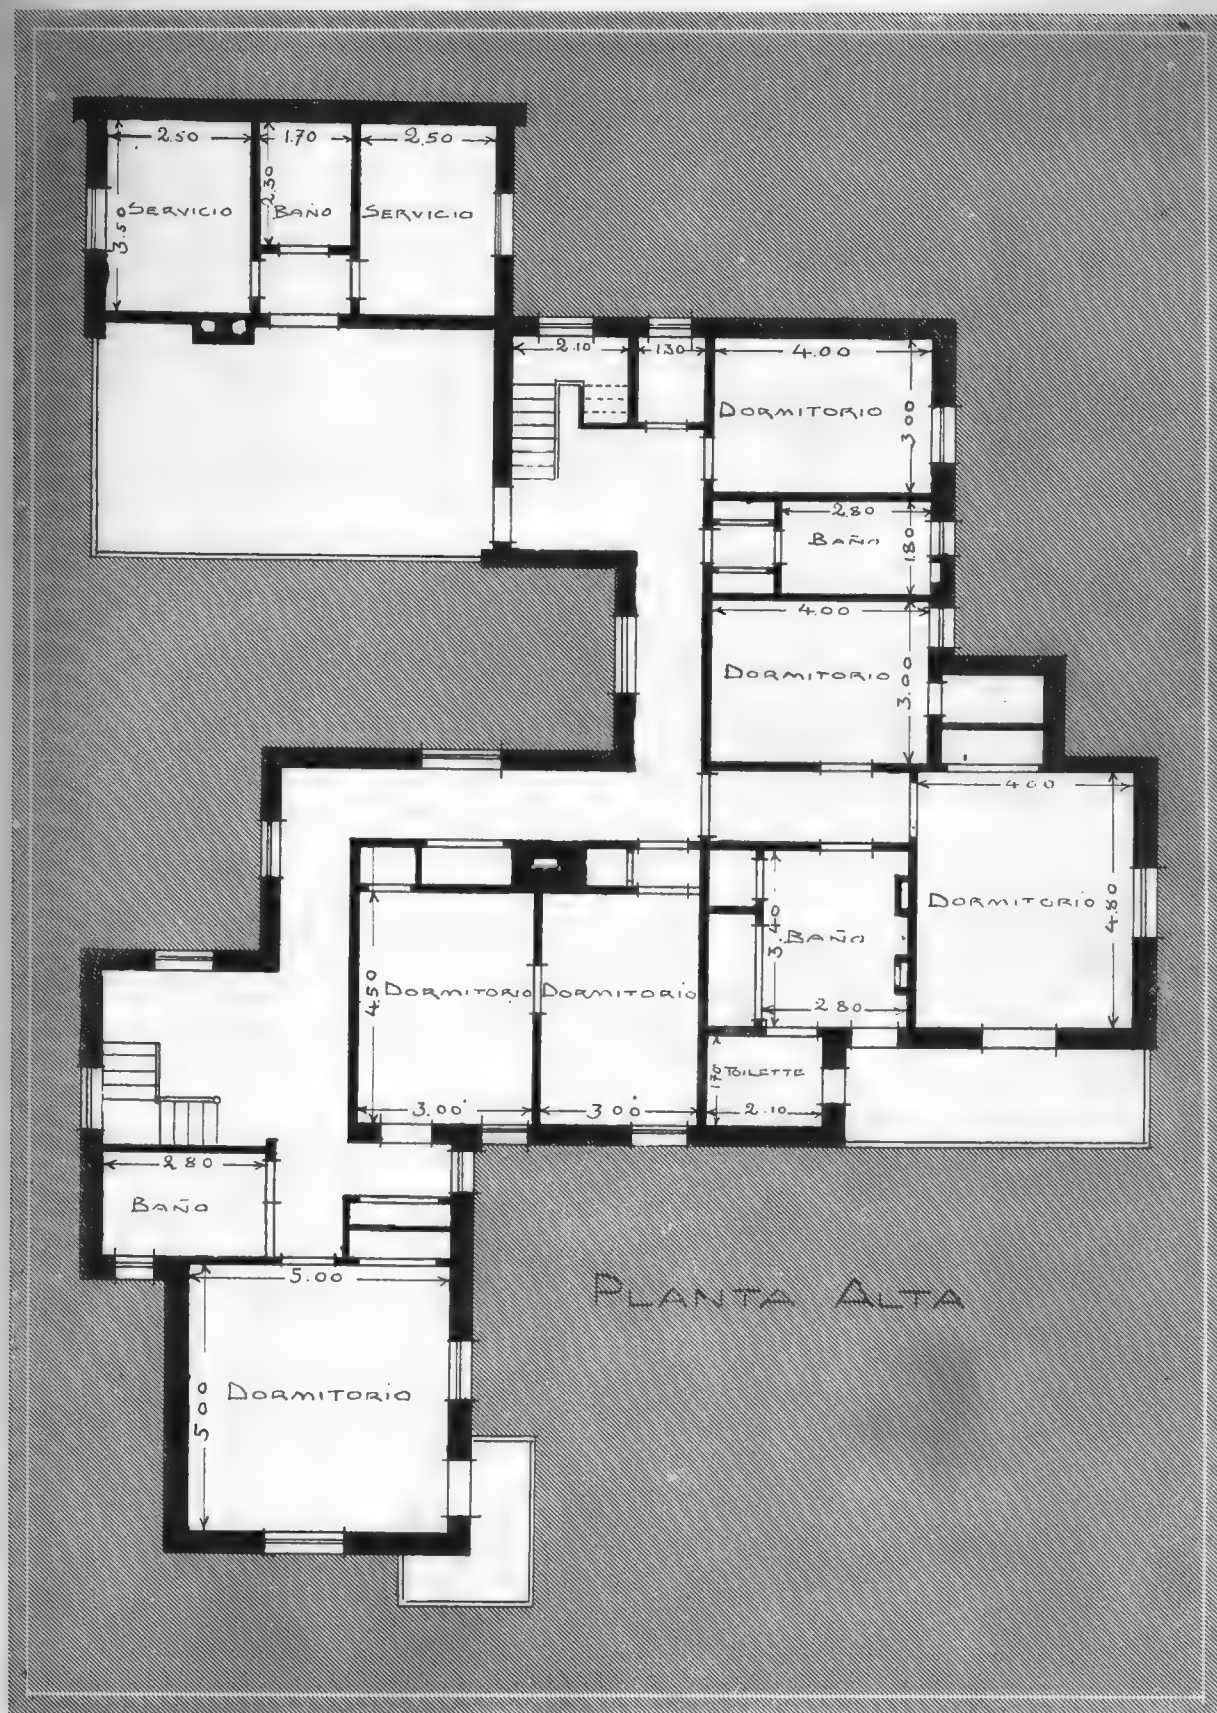 2.50 1.70 2.50
2.30
3.50
SERVICIO BAÑO SERVICIO
2.10 1.30 4.00
DORMITORIO
3.00
2.80
BAÑO
1.80
4.00
DORMITORIO
3.00
4.00
DORMITORIO
4.80
3.40
BAÑO
2.80
4.50
DORMITORIO DORMITORIO
3.00 3.00
1.70
TOILETTE
2.10
2.80
BAÑO
5.00
PLANTA ALTA
DORMITORIO
5.00